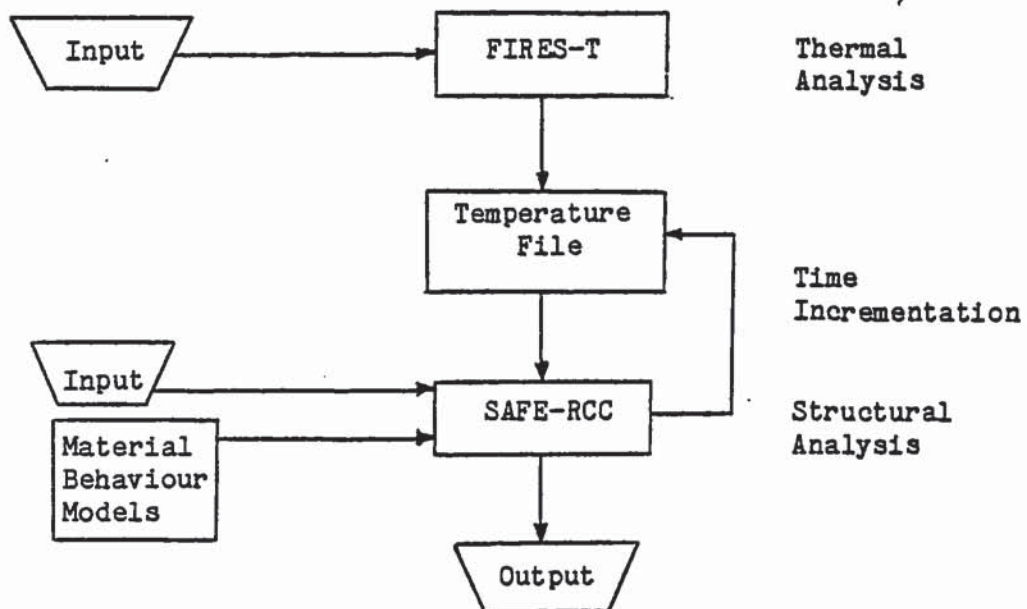 Input
FIRES-T
Thermal
Analysis
Temperature
File
Time
Incrementation
Input
SAFE-RCC
Structural
Analysis
Material
Behaviour
Models
Output